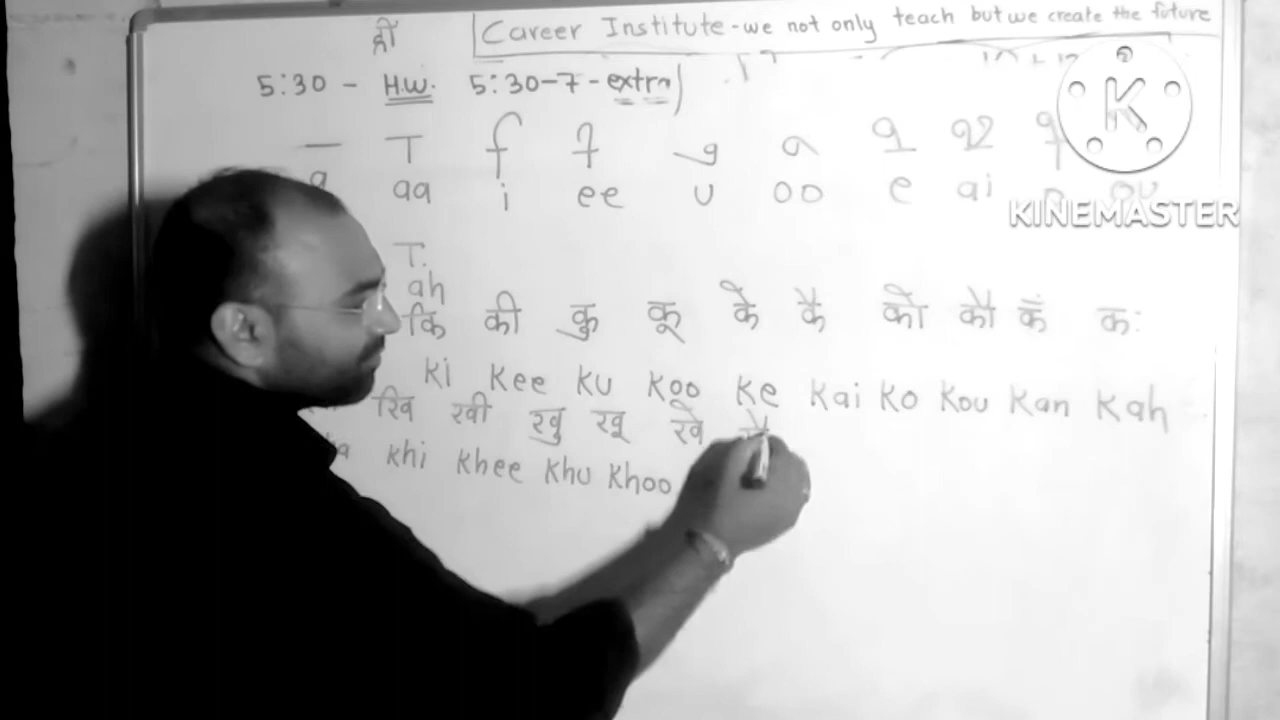 श्री
Career Institute - we not only teach but we create the future
5:30 - H.W. 5:30-7 - extra
– ा ि ी ु ू े ै
a aa i ee u oo e ai
ाः
ah
कि की कु कू के कै को कौ कं कः
Ki Kee Ku Koo Ke Kai Ko Kou Kan Kah
खि खी खु खू खे
khi khee khu khoo
K
KINEMASTER